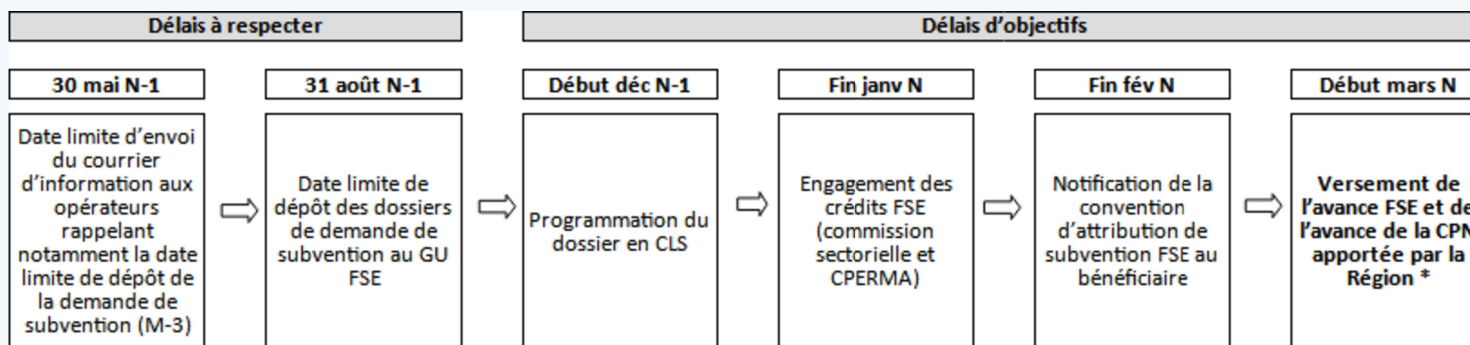 Délais à respecter
Délais d’objectifs
30 mai N-1
31 août N-1
Début déc N-1
Fin janv N
Fin fév N
Début mars N
Date limite d’envoi
du courrier
d’information aux
opérateurs
rappelant
notamment la date
limite de dépôt de
la demande de
subvention (M-3)
Date limite de
dépôt des dossiers
de demande de
subvention au GU
FSE
Programmation du
dossier en CLS
Engagement des
crédits FSE
(commission
sectorielle et
CPERMA)
Notification de la
convention
d’attribution de
subvention FSE au
bénéficiaire
Versement de
l’avance FSE et de
l’avance de la CPN
apportée par la
Région *